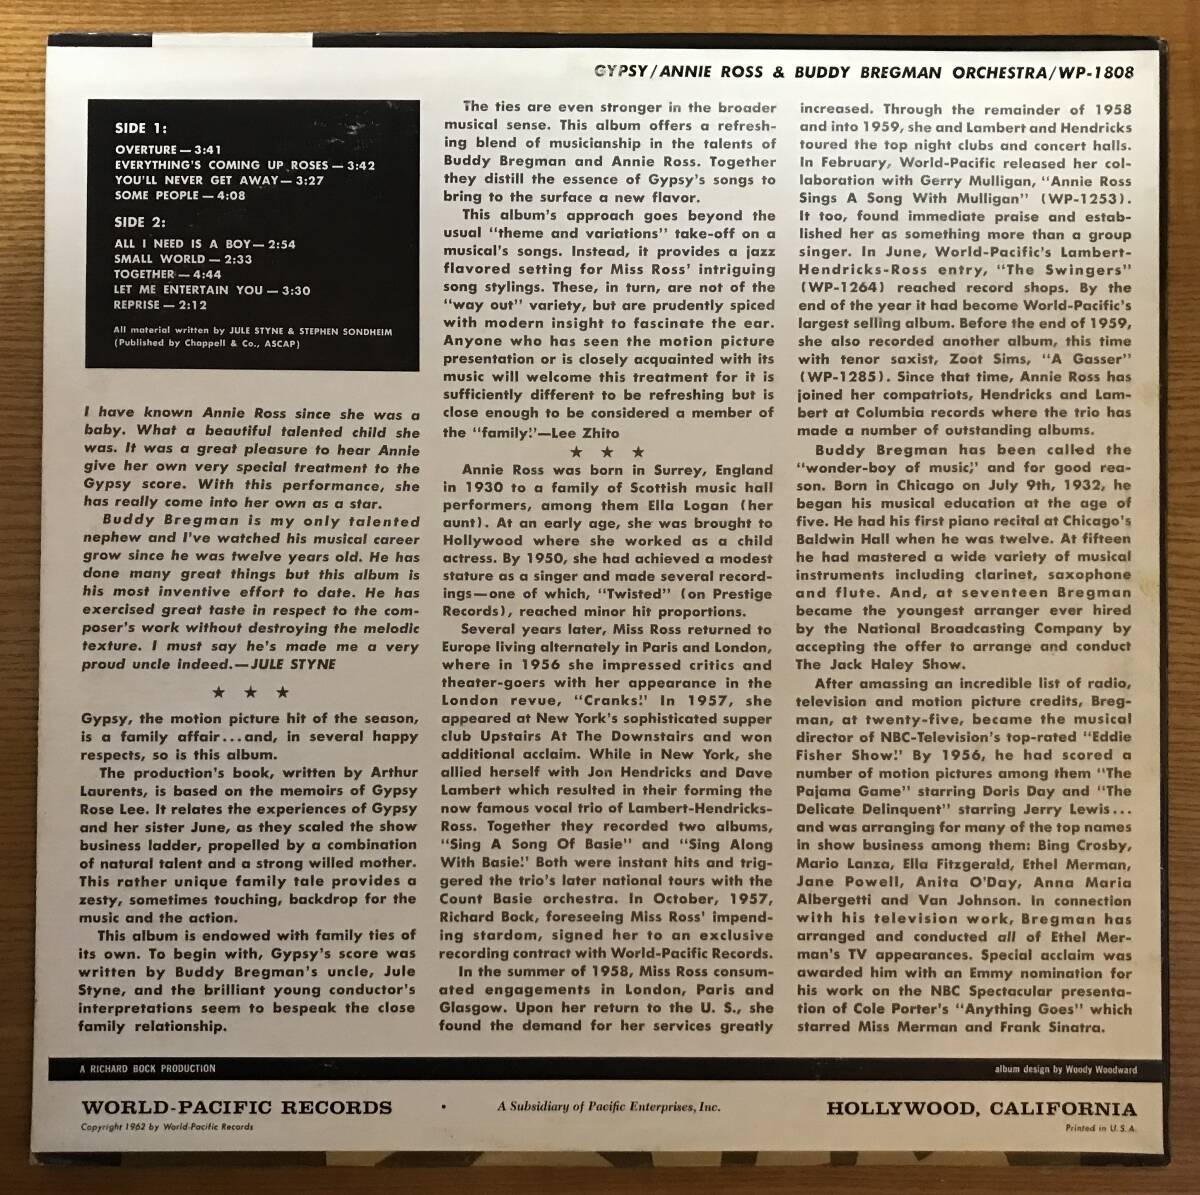 GYPSY/ANNIE ROSS & BUDDY BREGMAN ORCHESTRA/WP-1808
SIDE 1:
OVERTURE — 3:41
EVERYTHING'S COMING UP ROSES — 3:42
YOU'LL NEVER GET AWAY — 3:27
SOME PEOPLE — 4:08
SIDE 2:
ALL I NEED IS A BOY — 2:54
SMALL WORLD — 2:33
TOGETHER — 4:44
LET ME ENTERTAIN YOU — 3:30
REPRISE — 2:12
All material written by JULE STYNE & STEPHEN SONDHEIM
(Published by Chappell & Co., ASCAP)
I have known Annie Ross since she was a
baby. What a beautiful talented child she
was. It was a great pleasure to hear Annie
give her own very special treatment to the
Gypsy score. With this performance, she
has really come into her own as a star.
Buddy Bregman is my only talented
nephew and I've watched his musical career
grow since he was twelve years old. He has
done many great things but this album is
his most inventive effort to date. He has
exercised great taste in respect to the com-
poser's work without destroying the melodic
texture. I must say he's made me a very
proud uncle indeed.—JULE STYNE
★ ★ ★
Gypsy, the motion picture hit of the season,
is a family affair...and, in several happy
respects, so is this album.
The production's book, written by Arthur
Laurents, is based on the memoirs of Gypsy
Rose Lee. It relates the experiences of Gypsy
and her sister June, as they scaled the show
business ladder, propelled by a combination
of natural talent and a strong willed mother.
This rather unique family tale provides a
zesty, sometimes touching, backdrop for the
music and the action.
This album is endowed with family ties of
its own. To begin with, Gypsy's score was
written by Buddy Bregman's uncle, Jule
Styne, and the brilliant young conductor's
interpretations seem to bespeak the close
family relationship.
The ties are even stronger in the broader
musical sense. This album offers a refresh-
ing blend of musicianship in the talents of
Buddy Bregman and Annie Ross. Together
they distill the essence of Gypsy's songs to
bring to the surface a new flavor.
This album's approach goes beyond the
usual "theme and variations" take-off on a
musical's songs. Instead, it provides a jazz
flavored setting for Miss Ross' intriguing
song stylings. These, in turn, are not of the
"way out" variety, but are prudently spiced
with modern insight to fascinate the ear.
Anyone who has seen the motion picture
presentation or is closely acquainted with its
music will welcome this treatment for it is
sufficiently different to be refreshing but is
close enough to be considered a member of
the "family."—Lee Zhito
★ ★ ★
Annie Ross was born in Surrey, England
in 1930 to a family of Scottish music hall
performers, among them Ella Logan (her
aunt). At an early age, she was brought to
Hollywood where she worked as a child
actress. By 1950, she had achieved a modest
stature as a singer and made several record-
ings—one of which, "Twisted" (on Prestige
Records), reached minor hit proportions.
Several years later, Miss Ross returned to
Europe living alternately in Paris and London,
where in 1956 she impressed critics and
theater-goers with her appearance in the
London revue, "Cranks." In 1957, she
appeared at New York's sophisticated supper
club Upstairs At The Downstairs and won
additional acclaim. While in New York, she
allied herself with Jon Hendricks and Dave
Lambert which resulted in their forming the
now famous vocal trio of Lambert-Hendricks-
Ross. Together they recorded two albums,
"Sing A Song Of Basie" and "Sing Along
With Basie." Both were instant hits and trig-
gered the trio's later national tours with the
Count Basie orchestra. In October, 1957,
Richard Bock, foreseeing Miss Ross' impend-
ing stardom, signed her to an exclusive
recording contract with World-Pacific Records.
In the summer of 1958, Miss Ross consum-
ated engagements in London, Paris and
Glasgow. Upon her return to the U. S., she
found the demand for her services greatly
increased. Through the remainder of 1958
and into 1959, she and Lambert and Hendricks
toured the top night clubs and concert halls.
In February, World-Pacific released her col-
laboration with Gerry Mulligan, "Annie Ross
Sings A Song With Mulligan" (WP-1253).
It too, found immediate praise and estab-
lished her as something more than a group
singer. In June, World-Pacific's Lambert-
Hendricks-Ross entry, "The Swingers"
(WP-1264) reached record shops. By the
end of the year it had become World-Pacific's
largest selling album. Before the end of 1959,
she also recorded another album, this time
with tenor saxist, Zoot Sims, "A Gasser"
(WP-1285). Since that time, Annie Ross has
joined her compatriots, Hendricks and Lam-
bert at Columbia records where the trio has
made a number of outstanding albums.
Buddy Bregman has been called the
"wonder-boy of music," and for good rea-
son. Born in Chicago on July 9th, 1932, he
began his musical education at the age of
five. He had his first piano recital at Chicago's
Baldwin Hall when he was twelve. At fifteen
he had mastered a wide variety of musical
instruments including clarinet, saxophone
and flute. And, at seventeen Bregman
became the youngest arranger ever hired
by the National Broadcasting Company by
accepting the offer to arrange and conduct
The Jack Haley Show.
After amassing an incredible list of radio,
television and motion picture credits, Breg-
man, at twenty-five, became the musical
director of NBC-Television's top-rated "Eddie
Fisher Show." By 1956, he had scored a
number of motion pictures among them "The
Pajama Game" starring Doris Day and "The
Delicate Delinquent" starring Jerry Lewis...
and was arranging for many of the top names
in show business among them: Bing Crosby,
Mario Lanza, Ella Fitzgerald, Ethel Merman,
Jane Powell, Anita O'Day, Anna Maria
Albergetti and Van Johnson. In connection
with his television work, Bregman has
arranged and conducted all of Ethel Mer-
man's TV appearances. Special acclaim was
awarded him with an Emmy nomination for
his work on the NBC Spectacular presenta-
tion of Cole Porter's "Anything Goes" which
starred Miss Merman and Frank Sinatra.
A RICHARD BOCK PRODUCTION
album design by Woody Woodward
WORLD-PACIFIC RECORDS • A Subsidiary of Pacific Enterprises, Inc. HOLLYWOOD, CALIFORNIA
Copyright 1962 by World-Pacific Records
Printed in U.S.A.